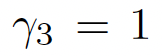 γ₃ = 1